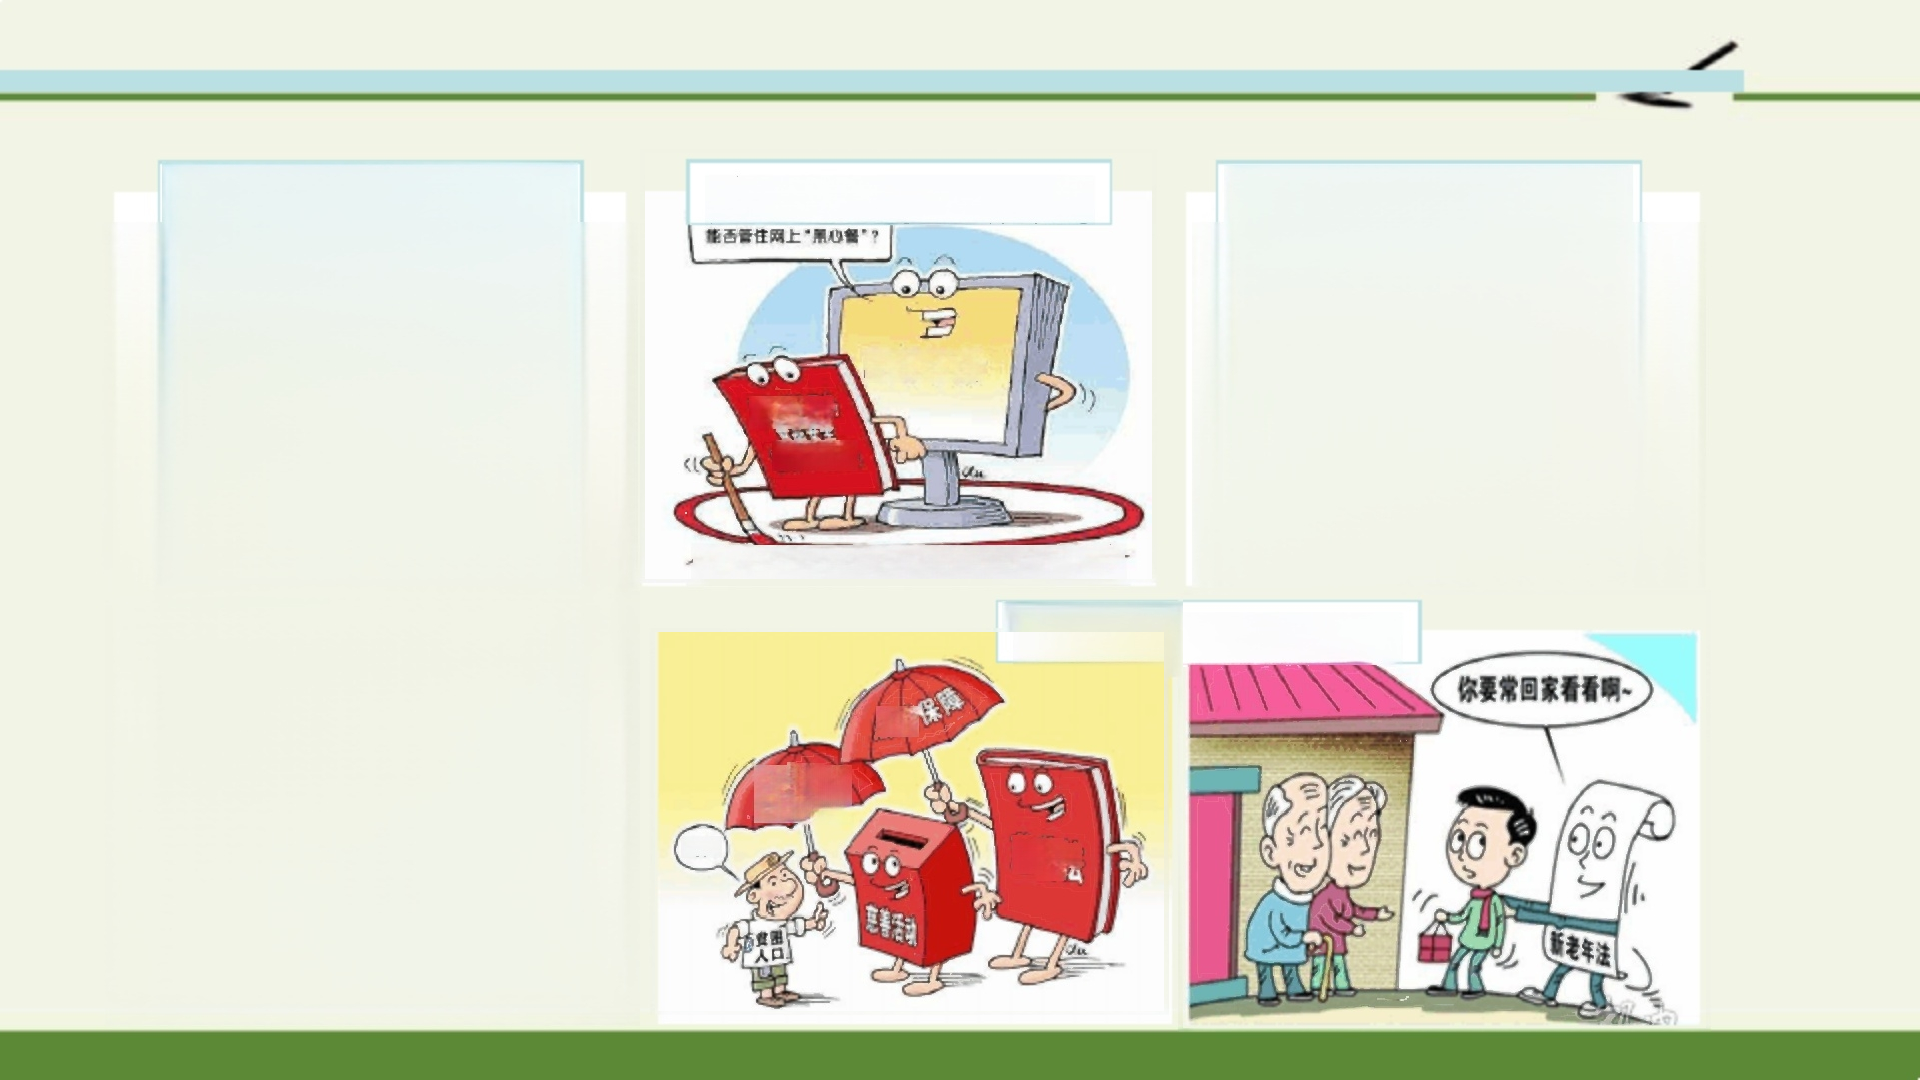 能否管住网上“黑心餐”?
保障
慈善活动
贫困
人口
你要常回家看看啊~
新老年法